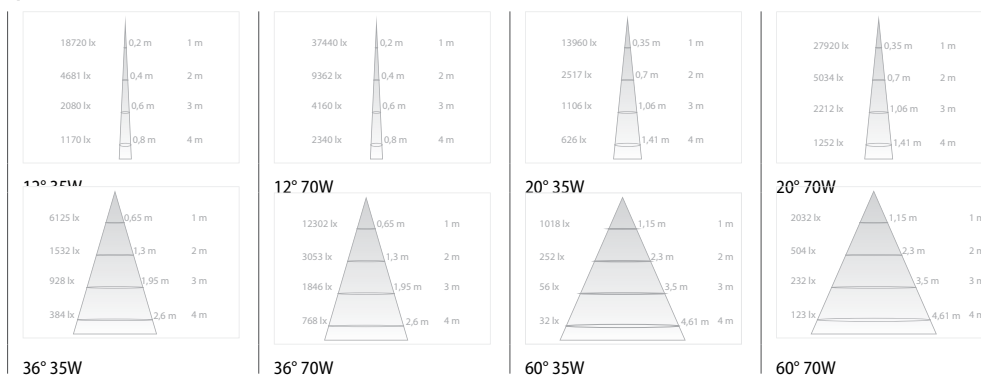 18720 lx 0,2 m 1 m
4681 lx 0,4 m 2 m
2080 lx 0,6 m 3 m
1170 lx 0,8 m 4 m
12° 35W
37440 lx 0,2 m 1 m
9362 lx 0,4 m 2 m
4160 lx 0,6 m 3 m
2340 lx 0,8 m 4 m
12° 70W
13960 lx 0,35 m 1 m
2517 lx 0,7 m 2 m
1106 lx 1,06 m 3 m
626 lx 1,41 m 4 m
20° 35W
27920 lx 0,35 m 1 m
5034 lx 0,7 m 2 m
2212 lx 1,06 m 3 m
1252 lx 1,41 m 4 m
20° 70W
6125 lx 0,65 m 1 m
1532 lx 1,3 m 2 m
928 lx 1,95 m 3 m
384 lx 2,6 m 4 m
36° 35W
12302 lx 0,65 m 1 m
3053 lx 1,3 m 2 m
1846 lx 1,95 m 3 m
768 lx 2,6 m 4 m
36° 70W
1018 lx 1,15 m 1 m
252 lx 2,3 m 2 m
56 lx 3,5 m 3 m
32 lx 4,61 m 4 m
60° 35W
2032 lx 1,15 m 1 m
504 lx 2,3 m 2 m
232 lx 3,5 m 3 m
123 lx 4,61 m 4 m
60° 70W